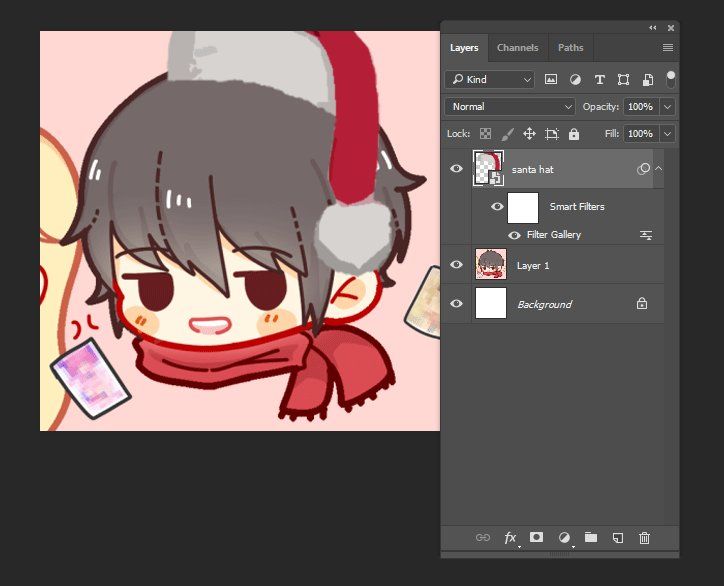 Layers Channels Paths
Kind
Normal Opacity: 100%
Lock: Fill: 100%
santa hat
Smart Filters
Filter Gallery
Layer 1
Background
fx